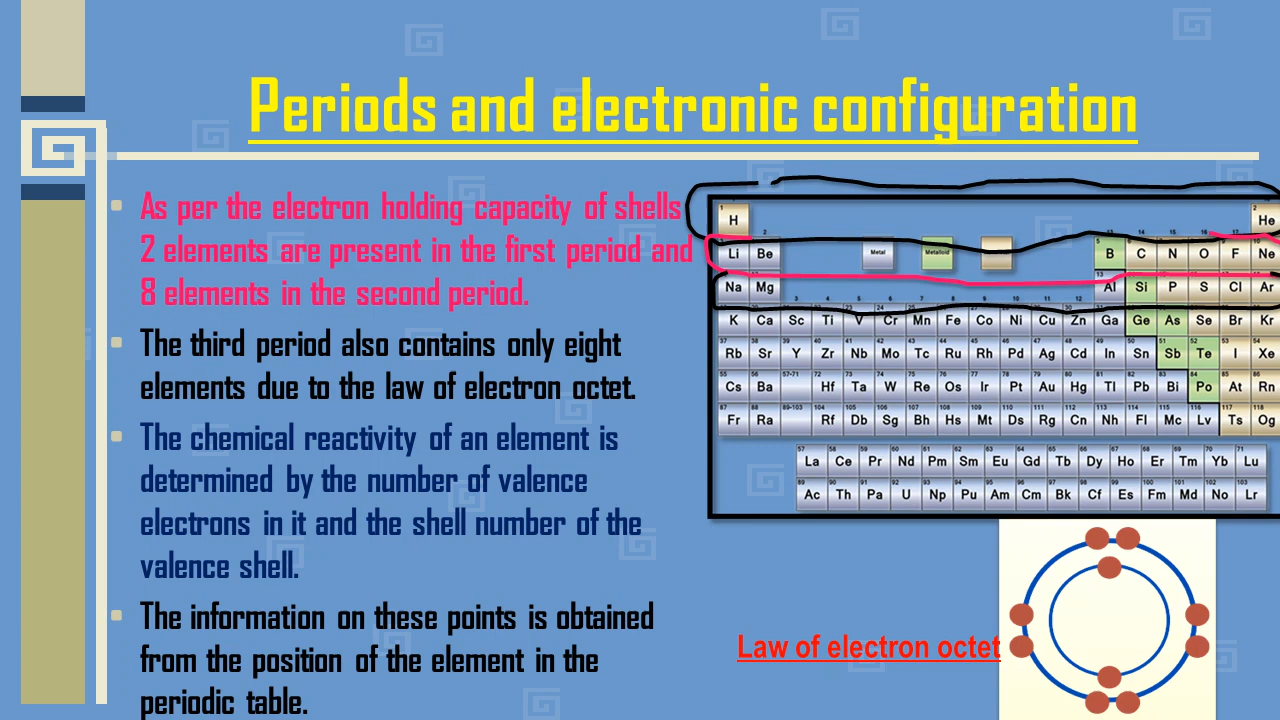 Periods and electronic configuration
As per the electron holding capacity of shells
2 elements are present in the first period and
8 elements in the second period.
The third period also contains only eight
elements due to the law of electron octet.
The chemical reactivity of an element is
determined by the number of valence
electrons in it and the shell number of the
valence shell.
The information on these points is obtained
from the position of the element in the
periodic table.
H He
Li Be Metal Metalloid B C N O F Ne
Na Mg Al Si P S Cl Ar
K Ca Sc Ti V Cr Mn Fe Co Ni Cu Zn Ga Ge As Se Br Kr
Rb Sr Y Zr Nb Mo Tc Ru Rh Pd Ag Cd In Sn Sb Te I Xe
Cs Ba 57-71 Hf Ta W Re Os Ir Pt Au Hg Tl Pb Bi Po At Rn
Fr Ra 89-103 Rf Db Sg Bh Hs Mt Ds Rg Cn Nh Fl Mc Lv Ts Og
La Ce Pr Nd Pm Sm Eu Gd Tb Dy Ho Er Tm Yb Lu
Ac Th Pa U Np Pu Am Cm Bk Cf Es Fm Md No Lr
Law of electron octet